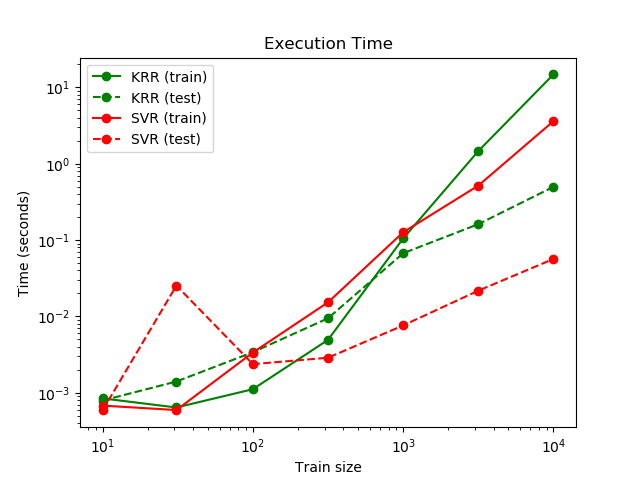 Execution Time
KRR (train)
KRR (test)
SVR (train)
SVR (test)
Time (seconds)
10¹
10⁰
10⁻¹
10⁻²
10⁻³
10¹ 10² 10³ 10⁴
Train size